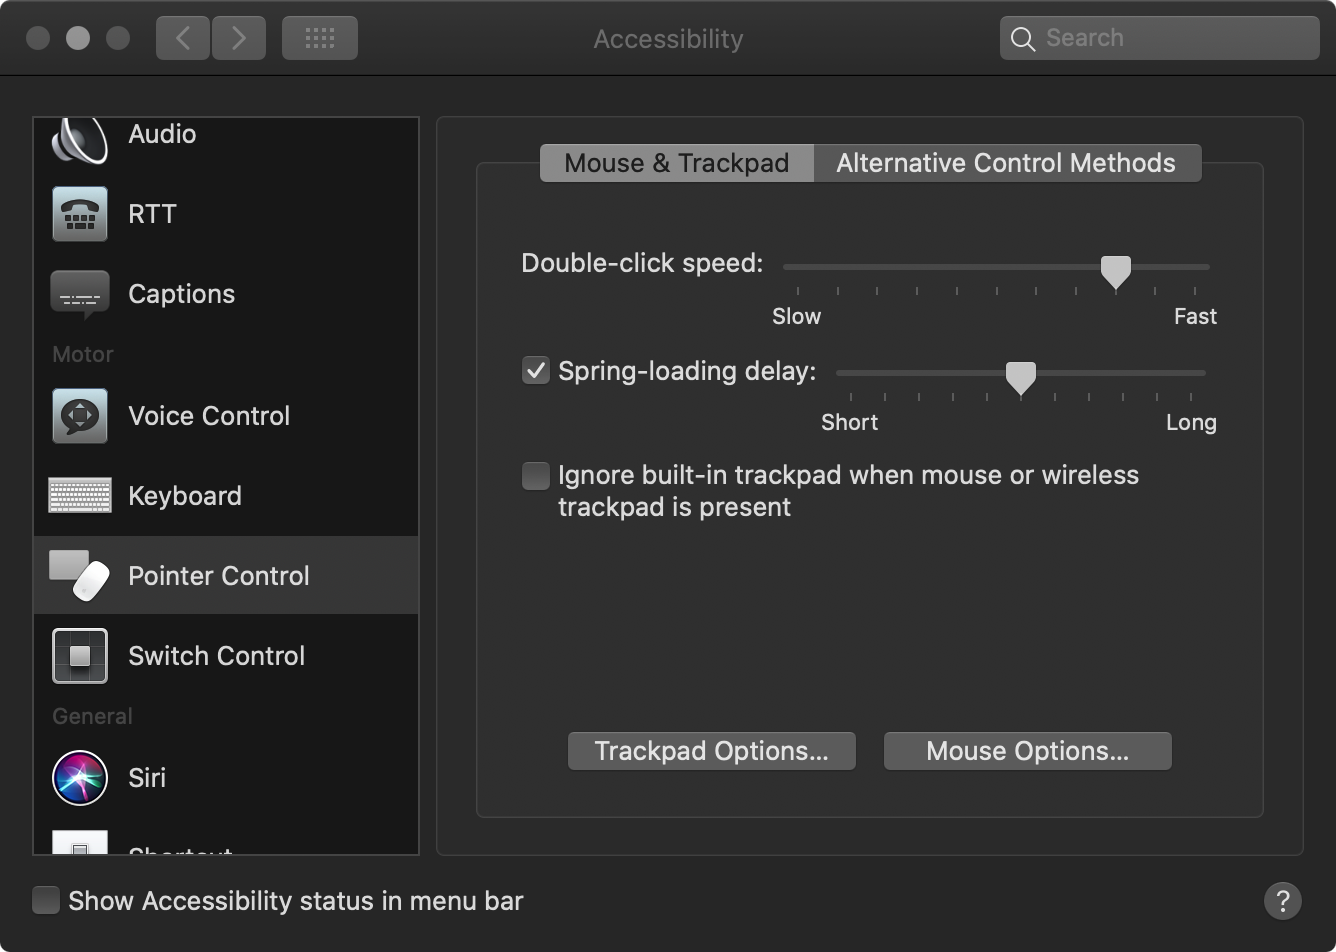 Accessibility
Search
Audio
RTT
Captions
Motor
Voice Control
Keyboard
Pointer Control
Switch Control
General
Siri
Shortcut
Mouse & Trackpad
Alternative Control Methods
Double-click speed:
Slow
Fast
Spring-loading delay:
Short
Long
Ignore built-in trackpad when mouse or wireless
trackpad is present
Trackpad Options...
Mouse Options...
Show Accessibility status in menu bar
?